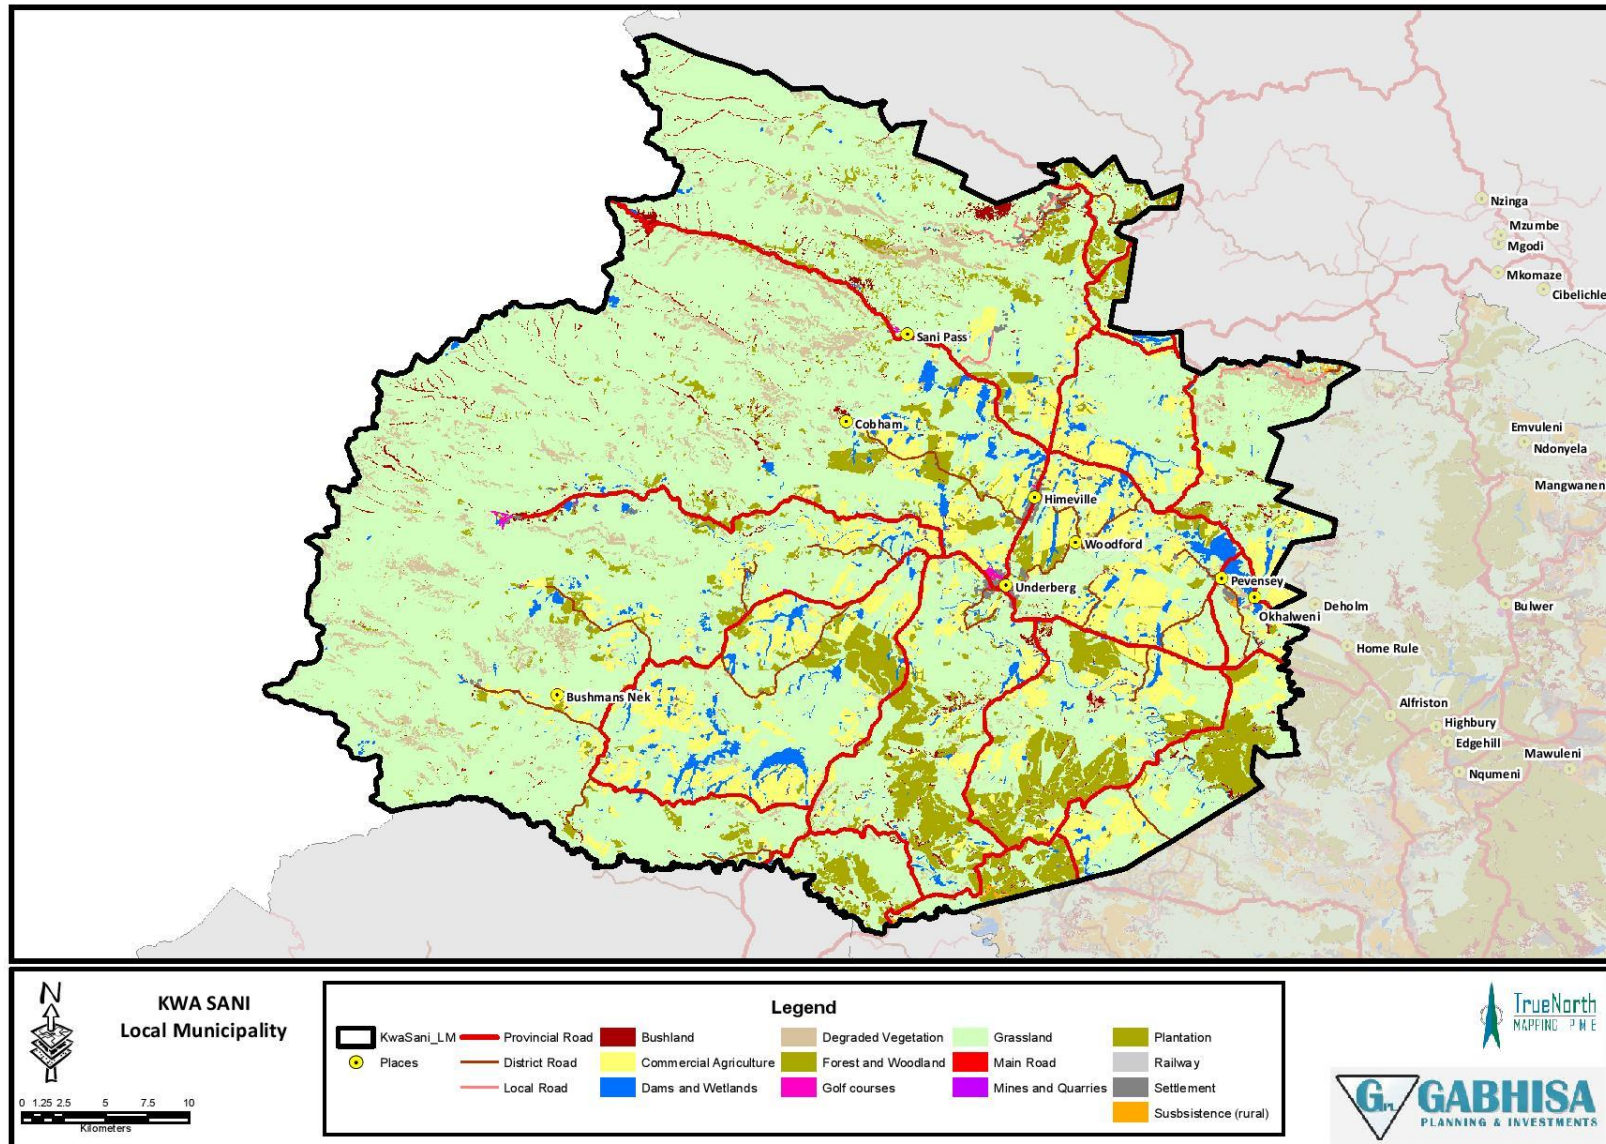 Nzinga
Mzumbe
Mgodi
Mkomaze
Cibelichle
Sani Pass
Cobham
Emvuleni
Ndonyela
Mangwanen
Himeville
Woodford
Underberg
Pevensey
Okhalweni
Deholm
Bulwer
Home Rule
Bushmans Nek
Alfriston
Highbury
Edgehill
Mawuleni
Nqumeni
N
KWA SANI
Local Municipality
0 1.25 2.5 5 7.5 10
Kilometers
Legend
KwaSani_LM
Places
Provincial Road
District Road
Local Road
Bushland
Commercial Agriculture
Dams and Wetlands
Degraded Vegetation
Forest and Woodland
Golf courses
Grassland
Main Road
Mines and Quarries
Plantation
Railway
Settlement
Susbsistence (rural)
TrueNorth
MAPPING PMB
GPI
GABHISA
PLANNING & INVESTMENTS